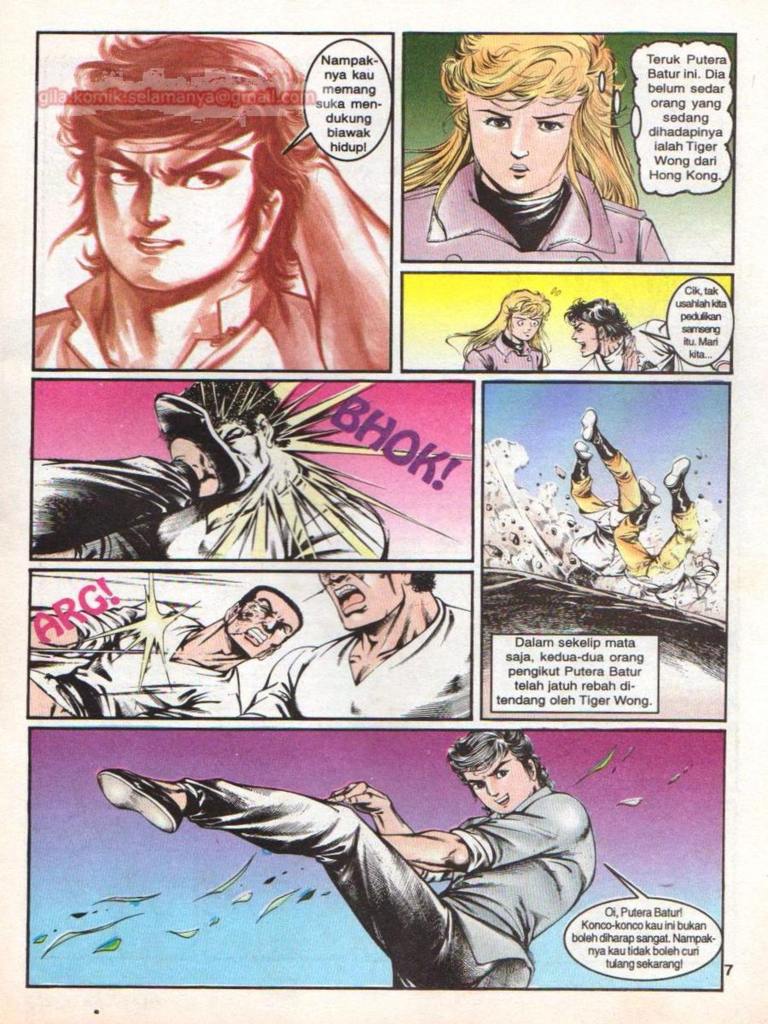 gila.komik.selamanya@gmail.com
Nampak-
nya kau
memang
suka men-
dukung
biawak
hidup!
Teruk Putera
Batur ini. Dia
belum sedar
orang yang
sedang
dihadapinya
ialah Tiger
Wong dari
Hong Kong.
Cik, tak
usahlah kita
pedulikan
samseng
itu. Mari
kita...
BHOK!
ARG!
Dalam sekelip mata
saja, kedua-dua orang
pengikut Putera Batur
telah jatuh rebah di-
tendang oleh Tiger Wong.
Oi, Putera Batur!
Konco-konco kau ini bukan
boleh diharap sangat. Nampak-
nya kau tidak boleh curi
tulang sekarang!
7